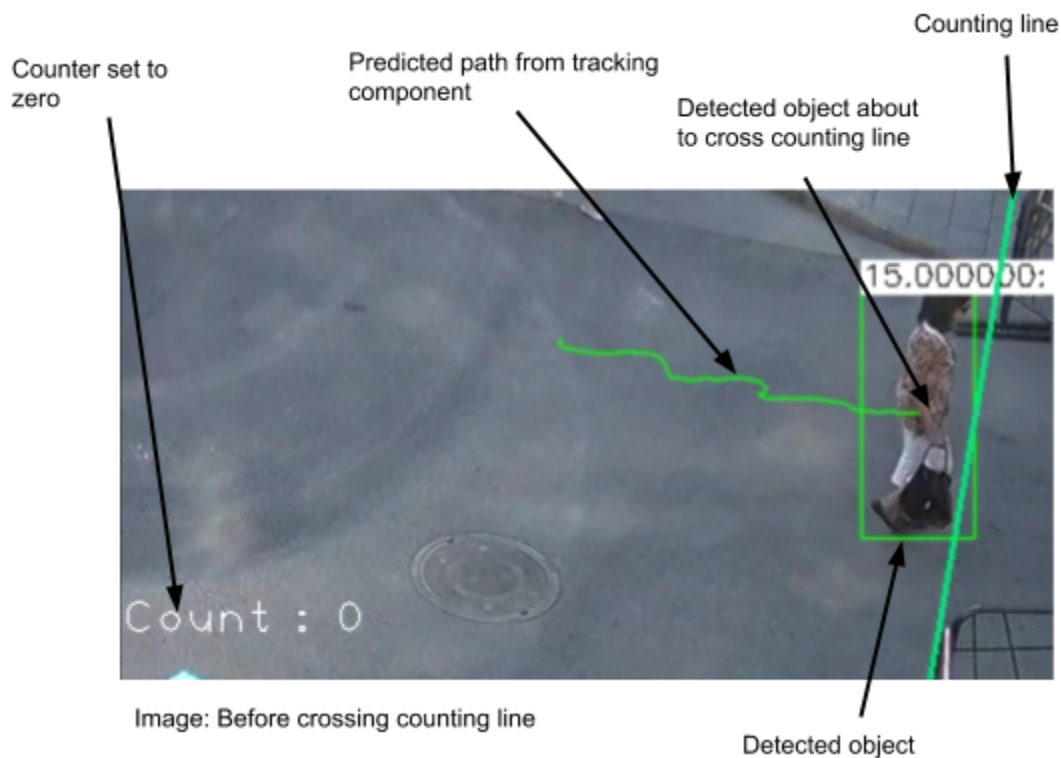 Counting line
Counter set to
zero
Predicted path from tracking
component
Detected object about
to cross counting line
15.000000:
Count : 0
Image: Before crossing counting line
Detected object